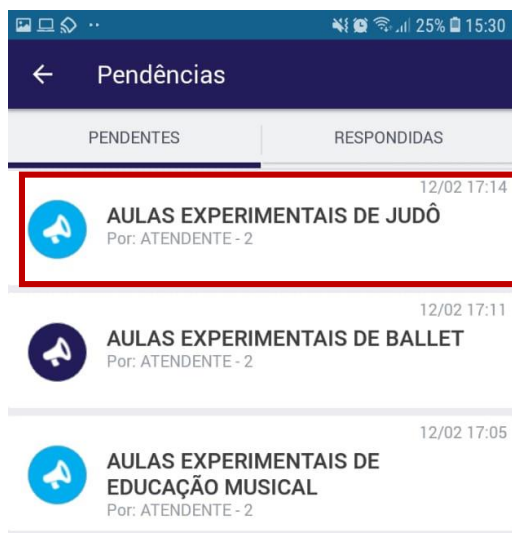 25% 15:30
Pendências
PENDENTES RESPONDIDAS
12/02 17:14
AULAS EXPERIMENTAIS DE JUDÔ
Por: ATENDENTE - 2
12/02 17:11
AULAS EXPERIMENTAIS DE BALLET
Por: ATENDENTE - 2
12/02 17:05
AULAS EXPERIMENTAIS DE
EDUCAÇÃO MUSICAL
Por: ATENDENTE - 2